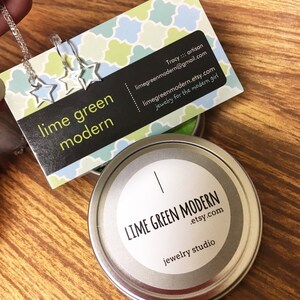 lime green
modern
Tracy ::: artisan
limegreenmodern@gmail.com
limegreenmodern.etsy.com
jewelry for the modern girl
LIME GREEN MODERN
.etsy.com
jewelry studio